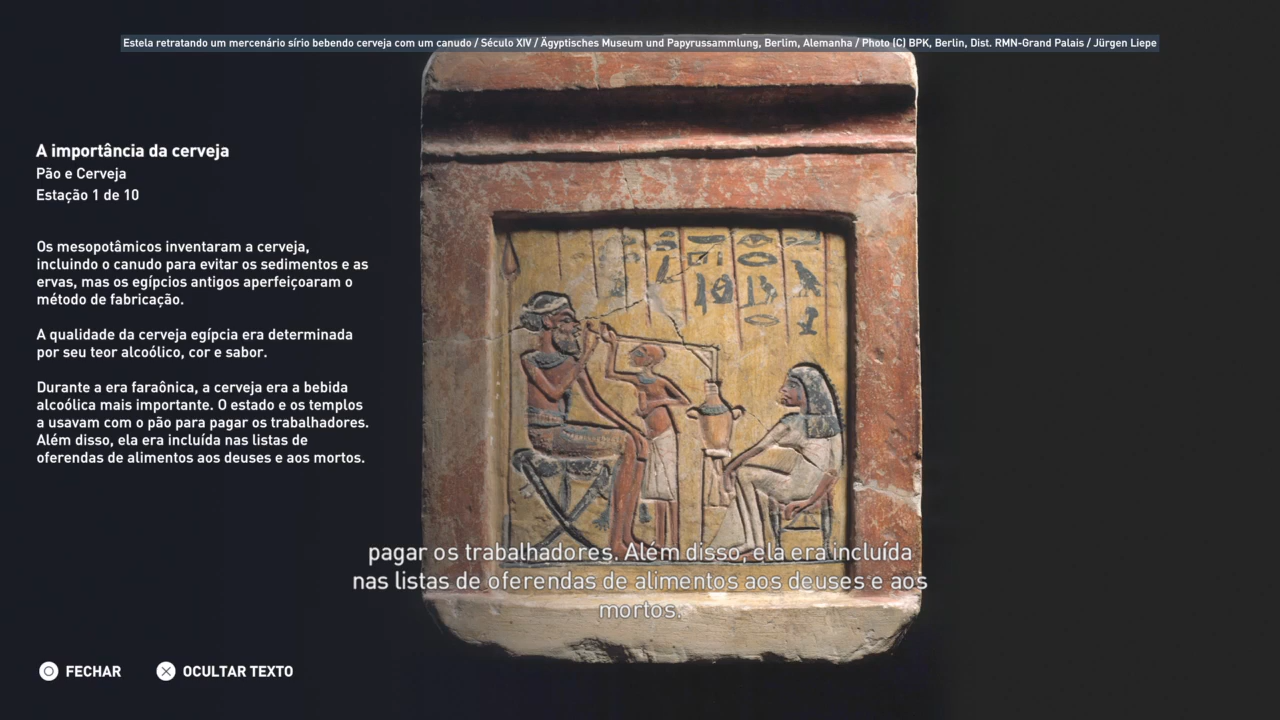 Estela retratando um mercenário sírio bebendo cerveja com um canudo / Século XIV / Ägyptisches Museum und Papyrussammlung, Berlim, Alemanha / Photo (C) BPK, Berlin, Dist. RMN-Grand Palais / Jürgen Liepe
A importância da cerveja
Pão e Cerveja
Estação 1 de 10
Os mesopotâmicos inventaram a cerveja,
incluindo o canudo para evitar os sedimentos e as
ervas, mas os egípcios antigos aperfeiçoaram o
método de fabricação.
A qualidade da cerveja egípcia era determinada
por seu teor alcoólico, cor e sabor.
Durante a era faraônica, a cerveja era a bebida
alcoólica mais importante. O estado e os templos
a usavam com o pão para pagar os trabalhadores.
Além disso, ela era incluída nas listas de
oferendas de alimentos aos deuses e aos mortos.
pagar os trabalhadores. Além disso, ela era incluída
nas listas de oferendas de alimentos aos deuses e aos
mortos.
FECHAR
OCULTAR TEXTO